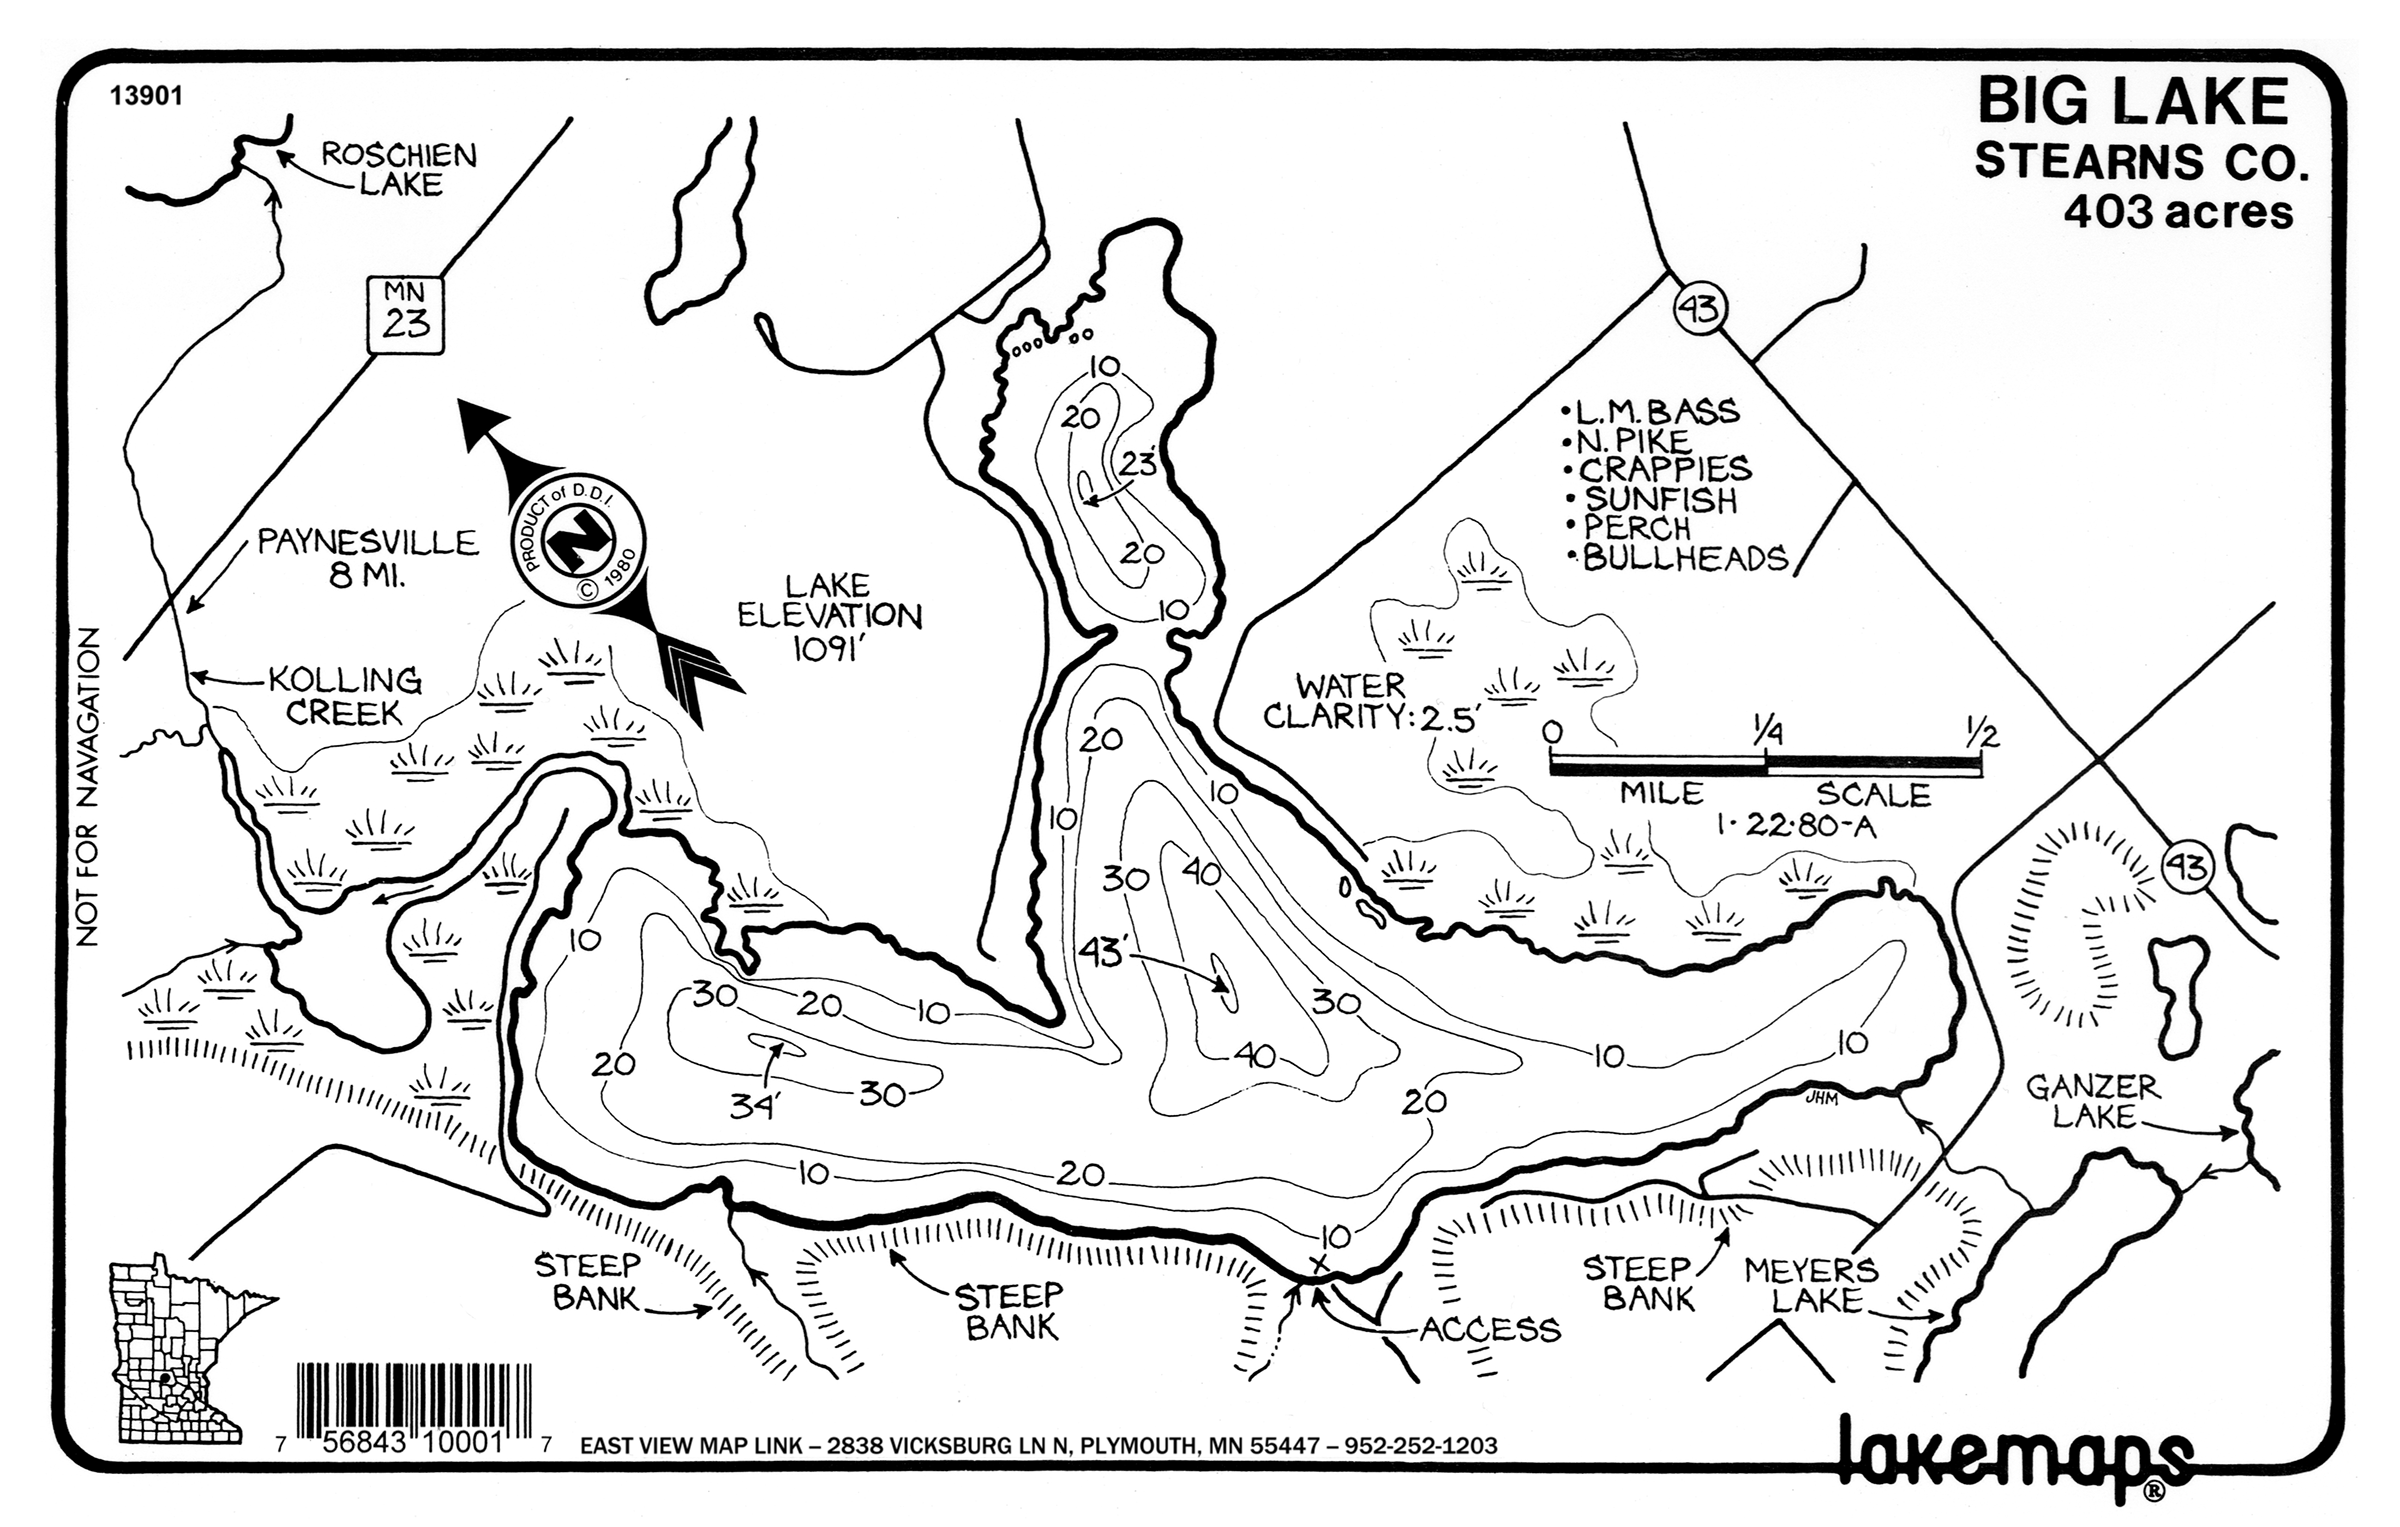 13901
BIG LAKE
STEARNS CO.
403 acres
ROSCHIEN
LAKE
MN
23
43
10
20
23'
20
10
• L.M. BASS
• N. PIKE
• CRAPPIES
• SUNFISH
• PERCH
• BULLHEADS
PRODUCT of D.D.I.
N
© 1980
PAYNESVILLE
8 MI.
LAKE
ELEVATION
1091'
KOLLING
CREEK
NOT FOR NAVAGATION
WATER
CLARITY: 2.5'
0 1/4 1/2
MILE SCALE
1·22·80-A
20
10
10
30
40
43
43'
10
30
20
10
30
10
10
40
20
34'
30
20
10
20
10
JHM
GANZER
LAKE
X
STEEP
BANK
STEEP
BANK
ACCESS
STEEP
BANK
MEYERS
LAKE
7 56843 10001 7
EAST VIEW MAP LINK – 2838 VICKSBURG LN N, PLYMOUTH, MN 55447 – 952-252-1203
lakemaps®